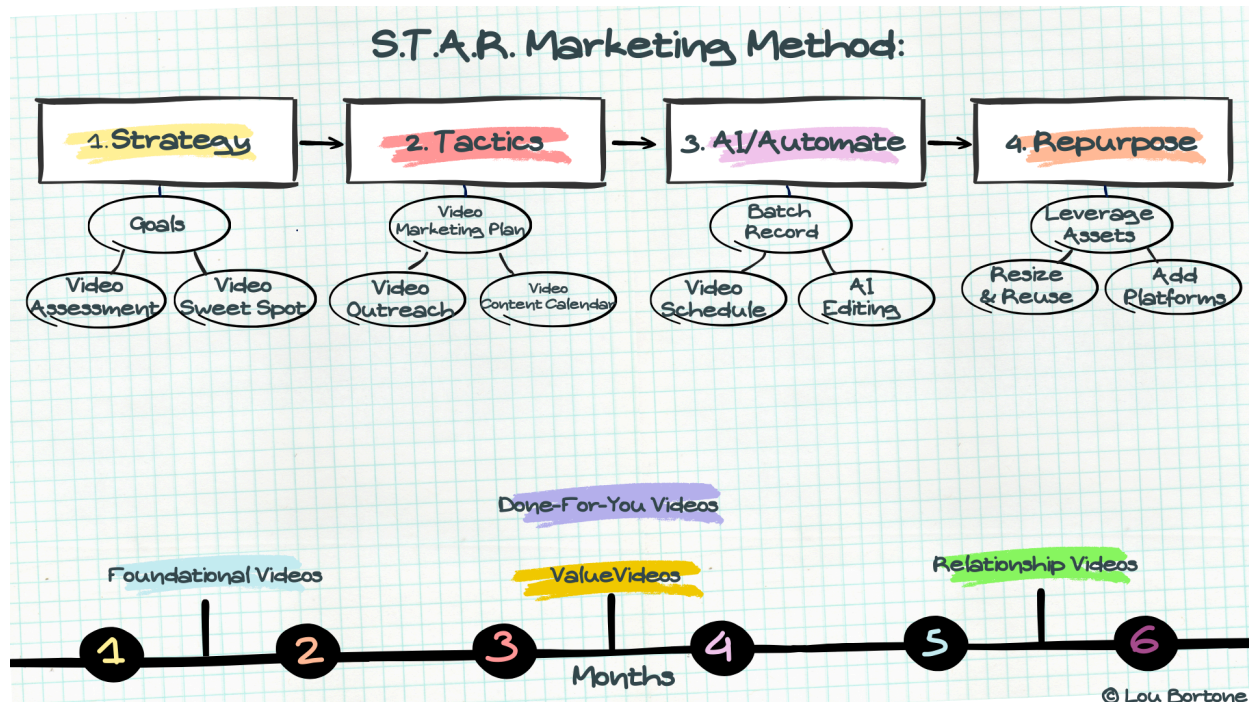 S.T.A.R. Marketing Method:
1. Strategy
2. Tactics
3. AI/Automate
4. Repurpose
Goals
Video
Assessment
Video
Sweet Spot
Video
Marketing Plan
Video
Outreach
Video
Content Calendar
Batch
Record
Video
Schedule
AI
Editing
Leverage
Assets
Resize
& Reuse
Add
Platforms
Done-For-You Videos
Foundational Videos
Value Videos
Relationship Videos
1
2
3
4
5
6
Months
© Lou Bortone